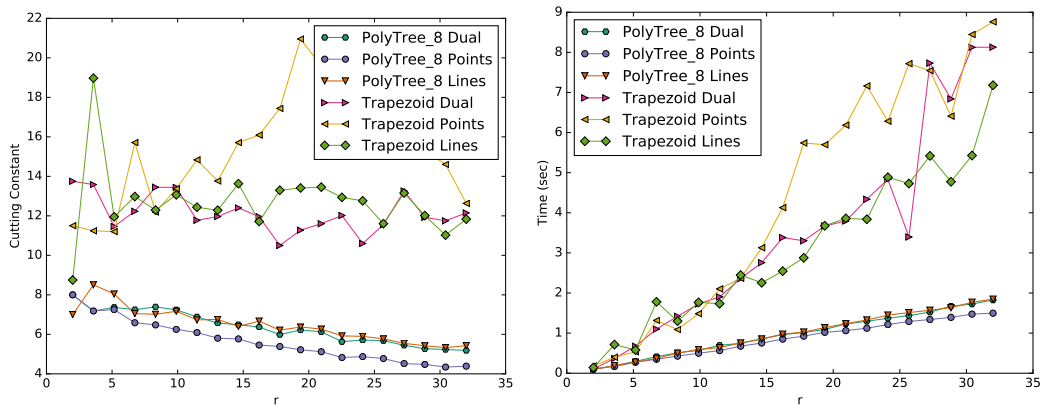 22
20
18
16
14
12
10
8
6
4
Cutting Constant
0
5
10
15
20
25
30
35
r
PolyTree_8 Dual
PolyTree_8 Points
PolyTree_8 Lines
Trapezoid Dual
Trapezoid Points
Trapezoid Lines
9
8
7
6
5
4
3
2
1
0
Time (sec)
0
5
10
15
20
25
30
35
r
PolyTree_8 Dual
PolyTree_8 Points
PolyTree_8 Lines
Trapezoid Dual
Trapezoid Points
Trapezoid Lines